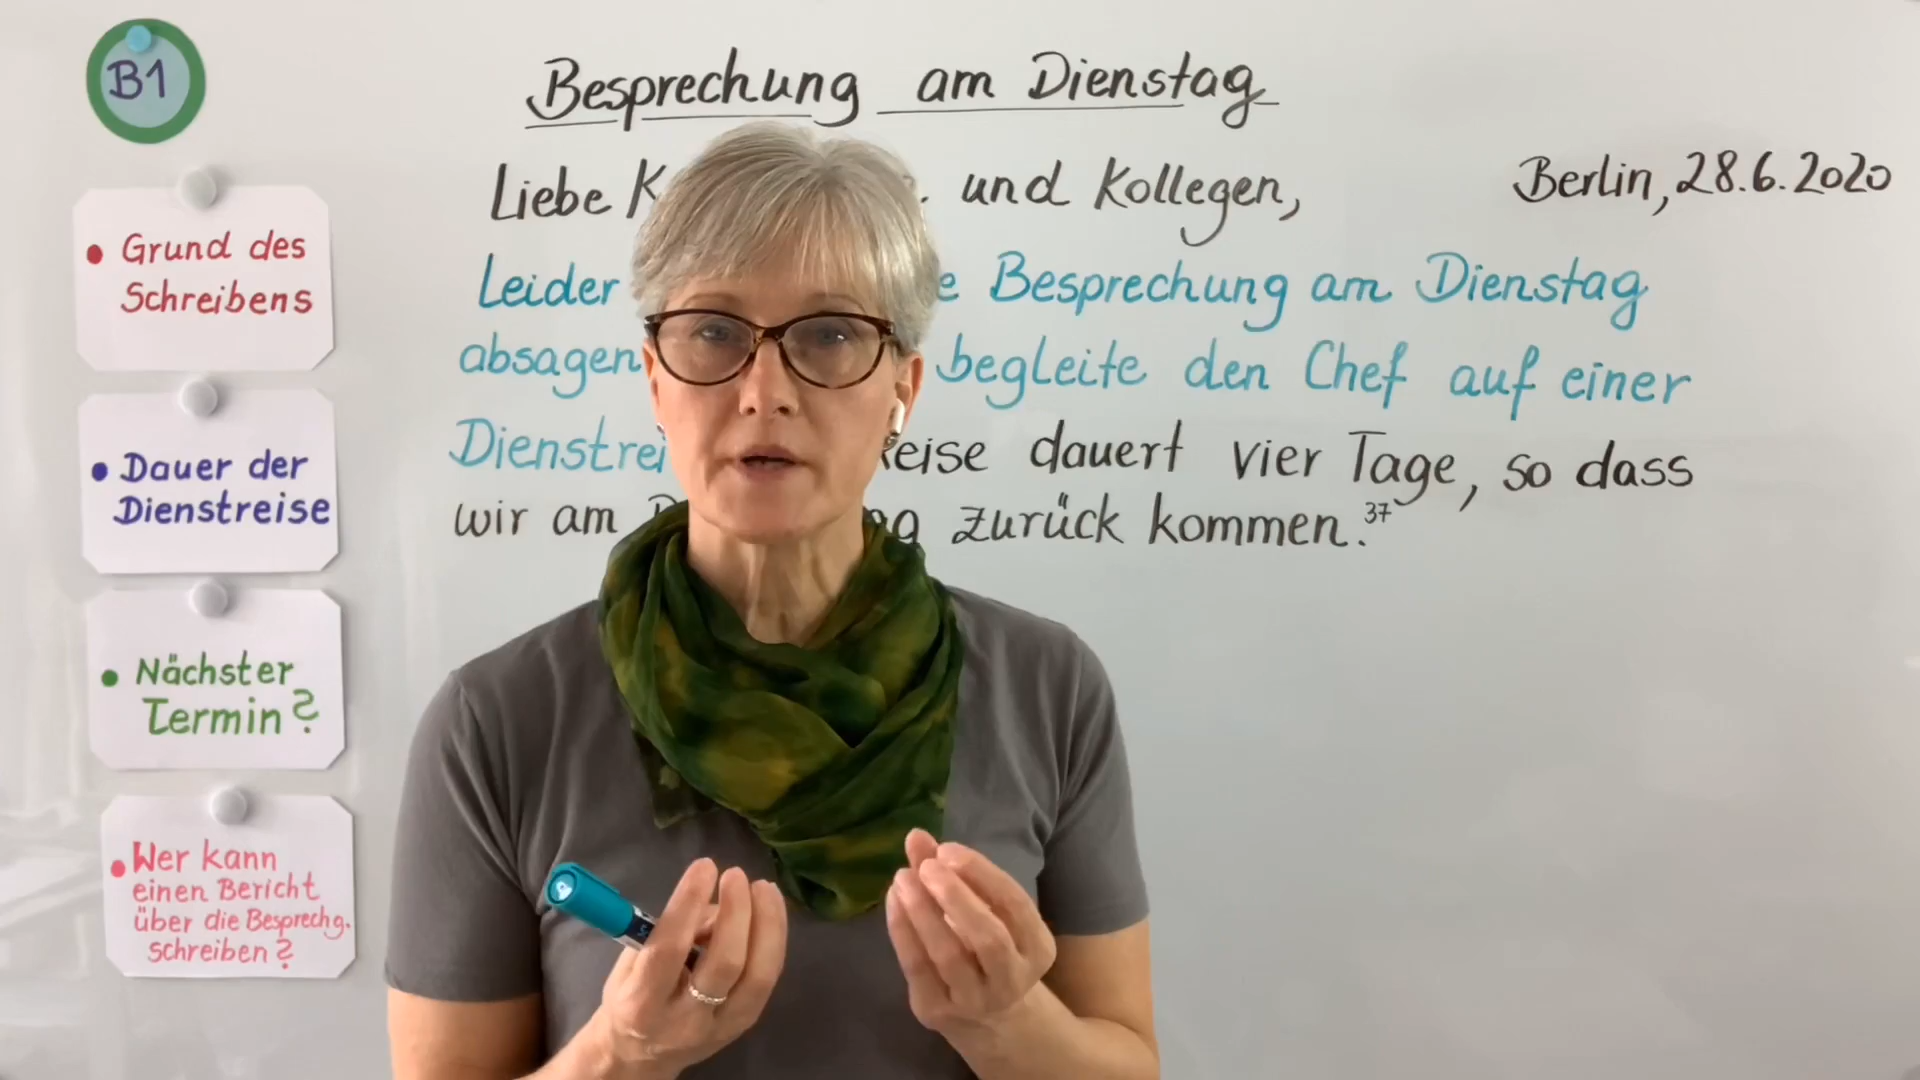 B1
Besprechung am Dienstag
Berlin, 28.6.2020
Liebe und Kollegen,
Leider Besprechung am Dienstag
absagen begleite den Chef auf einer
dauert vier Tage, so dass
wir am zurück kommen.³⁷
• Grund des
Schreibens
• Dauer der
Dienstreise
• Nächster
Termin?
• Wer kann
einen Bericht
über die Besprechg.
schreiben?